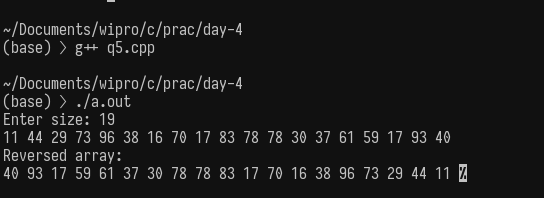 ~/Documents/wipro/c/prac/day-4
(base) > g++ q5.cpp
~/Documents/wipro/c/prac/day-4
(base) > ./a.out
Enter size: 19
11 44 29 73 96 38 16 70 17 83 78 78 30 37 61 59 17 93 40
Reversed array:
40 93 17 59 61 37 30 78 78 83 17 70 16 38 96 73 29 44 11 %